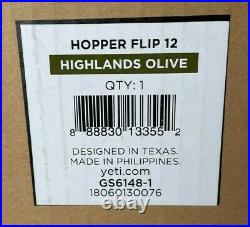 HOPPER FLIP 12
HIGHLANDS OLIVE
QTY: 1
8 88830 13355 2
DESIGNED IN TEXAS.
MADE IN PHILIPPINES.
yeti.com
GS6148-1
18060130076